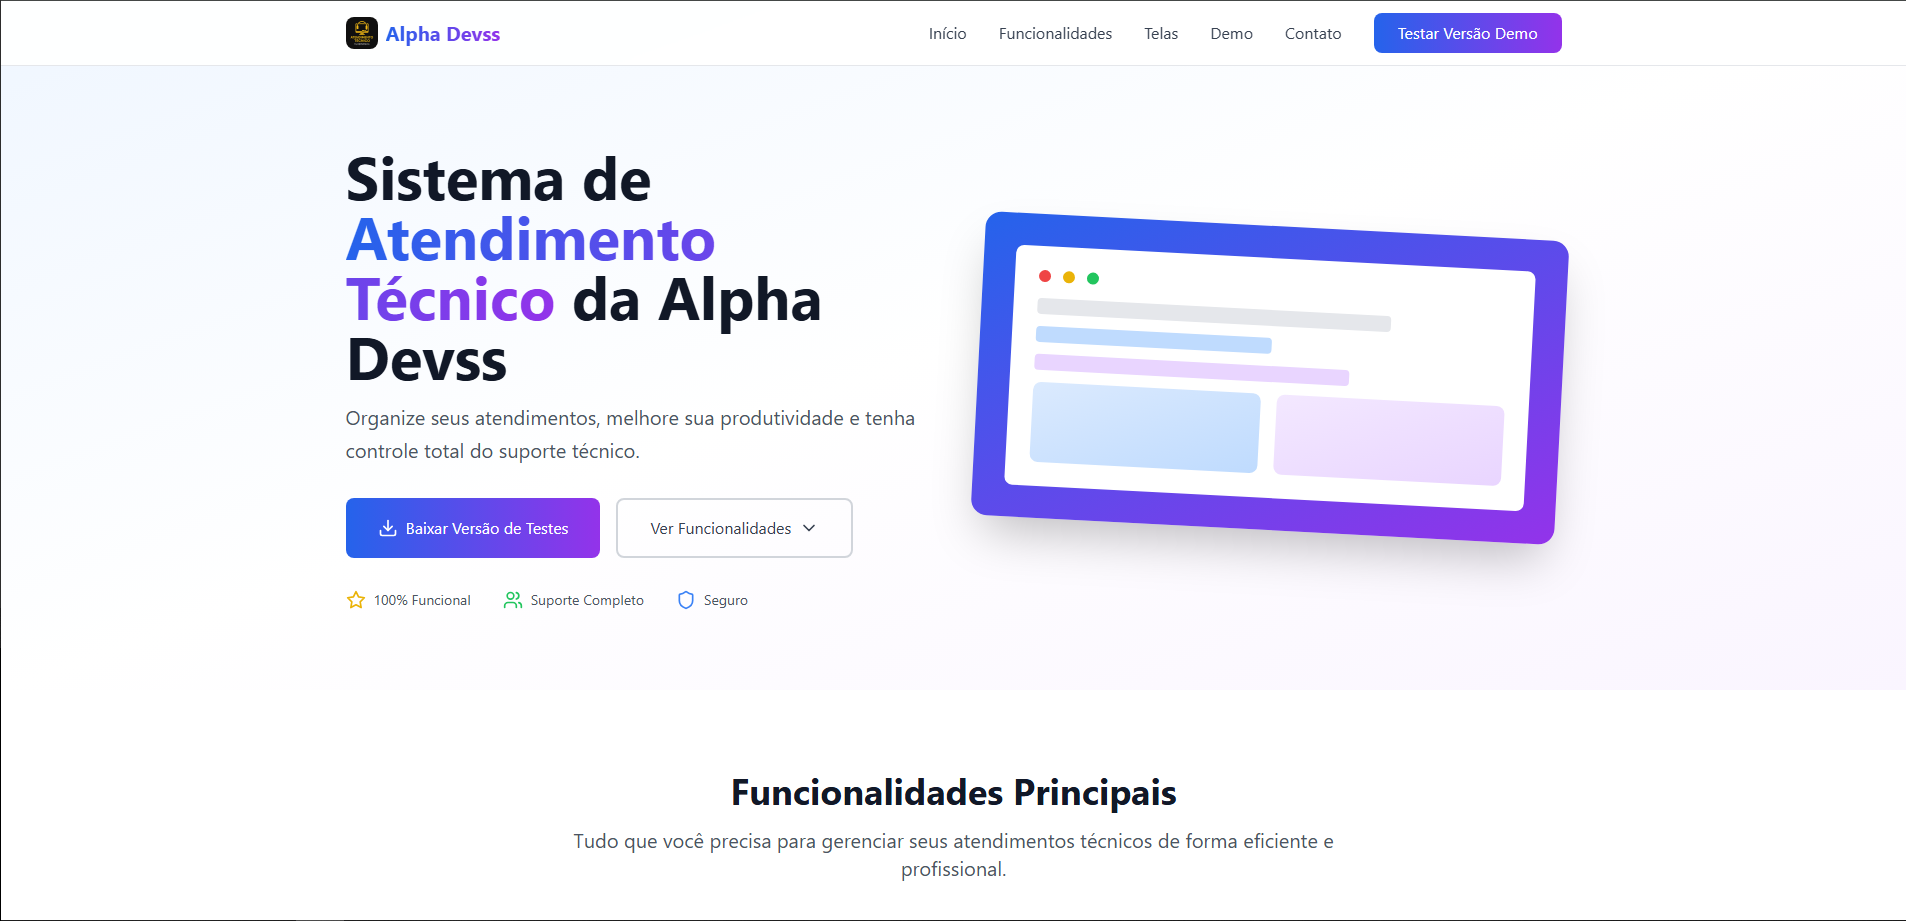 Alpha Devss
Início
Funcionalidades
Telas
Demo
Contato
Testar Versão Demo
Sistema de
Atendimento
Técnico da Alpha
Devss
Organize seus atendimentos, melhore sua produtividade e tenha
controle total do suporte técnico.
Baixar Versão de Testes
Ver Funcionalidades
100% Funcional
Suporte Completo
Seguro
Funcionalidades Principais
Tudo que você precisa para gerenciar seus atendimentos técnicos de forma eficiente e
profissional.